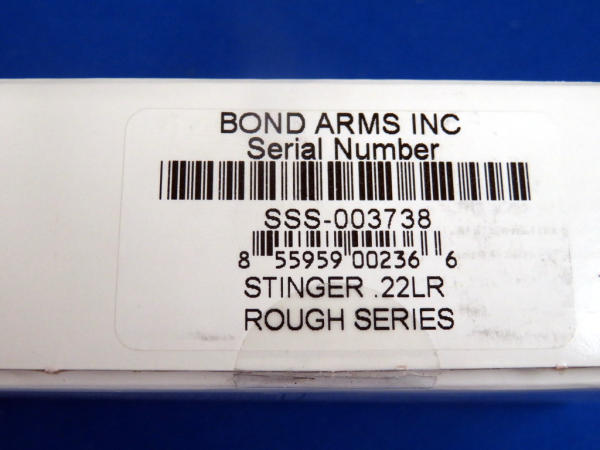 BOND ARMS INC
Serial Number
SSS-003738
8 55959 00236 6
STINGER .22LR
ROUGH SERIES